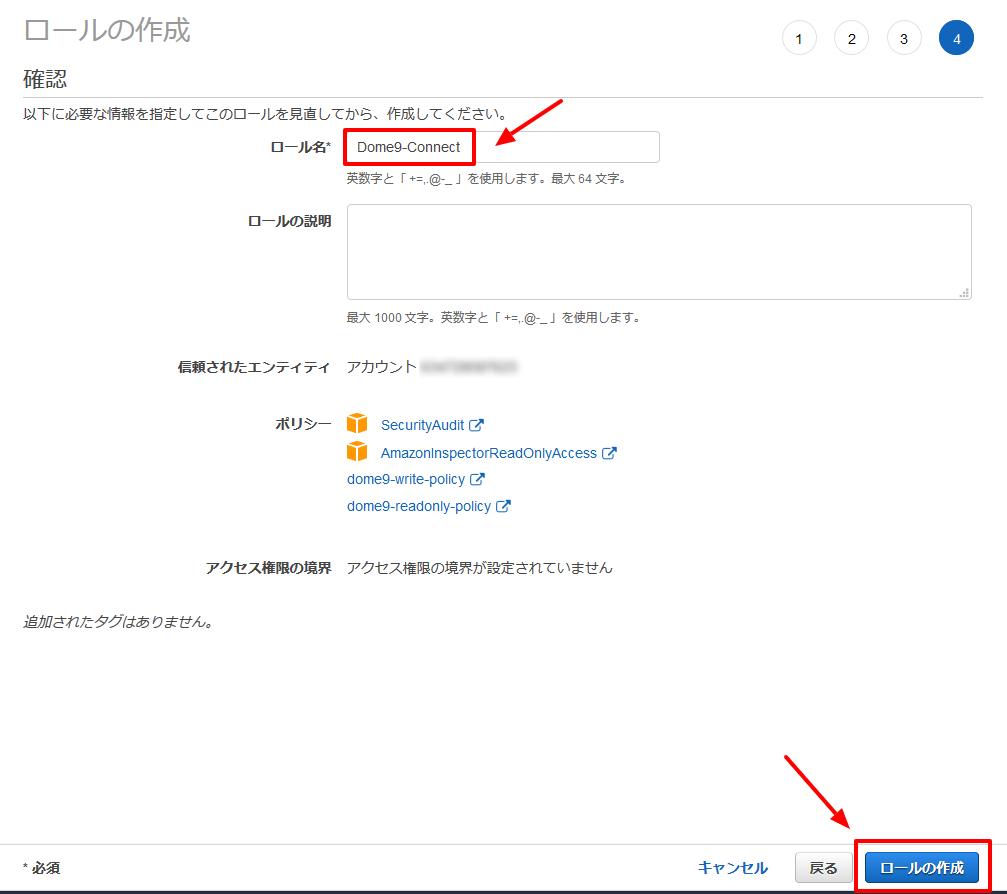 ロールの作成
1 2 3 4
確認
以下に必要な情報を指定してこのロールを見直してから、作成してください。
ロール名* Dome9-Connect
英数字と「 +=,.@-_ 」を使用します。最大 64 文字。
ロールの説明
最大 1000 文字。英数字と「 +=,.@-_ 」を使用します。
信頼されたエンティティ アカウント
ポリシー SecurityAudit
AmazonInspectorReadOnlyAccess
dome9-write-policy
dome9-readonly-policy
アクセス権限の境界 アクセス権限の境界が設定されていません
追加されたタグはありません。
* 必須 キャンセル 戻る ロールの作成